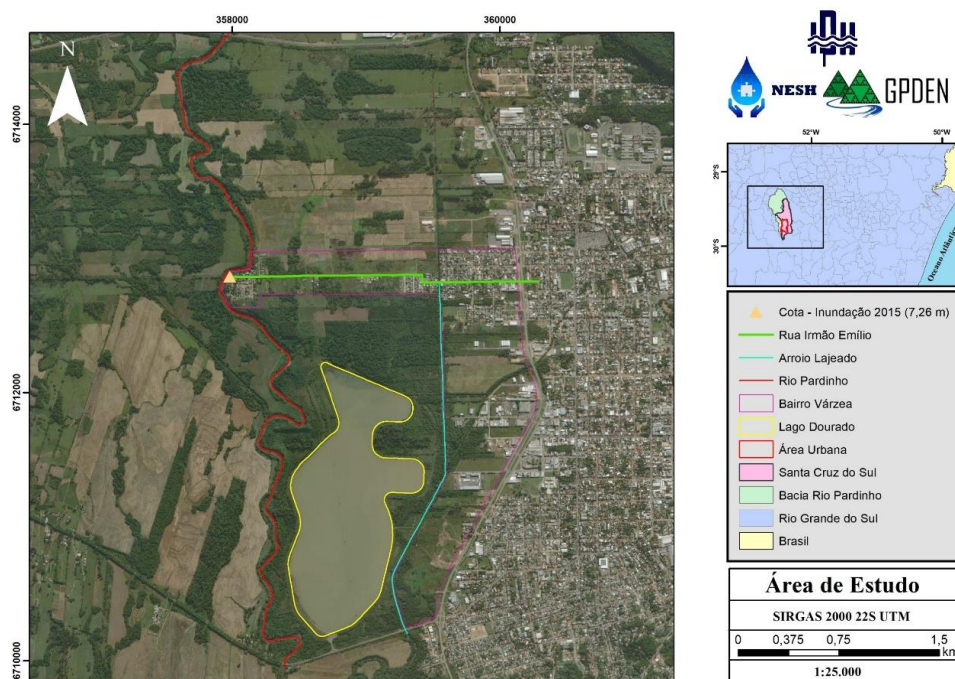 358000
360000
N
6714000
6712000
6710000
NESH
GPDEN
52°W
50°W
29°S
30°S
Oceano Atlântico
Cota - Inundação 2015 (7,26 m)
Rua Irmão Emílio
Arroio Lajeado
Rio Pardinho
Bairro Várzea
Lago Dourado
Área Urbana
Santa Cruz do Sul
Bacia Rio Pardinho
Rio Grande do Sul
Brasil
Área de Estudo
SIRGAS 2000 22S UTM
0 0,375 0,75 1,5
km
1:25.000